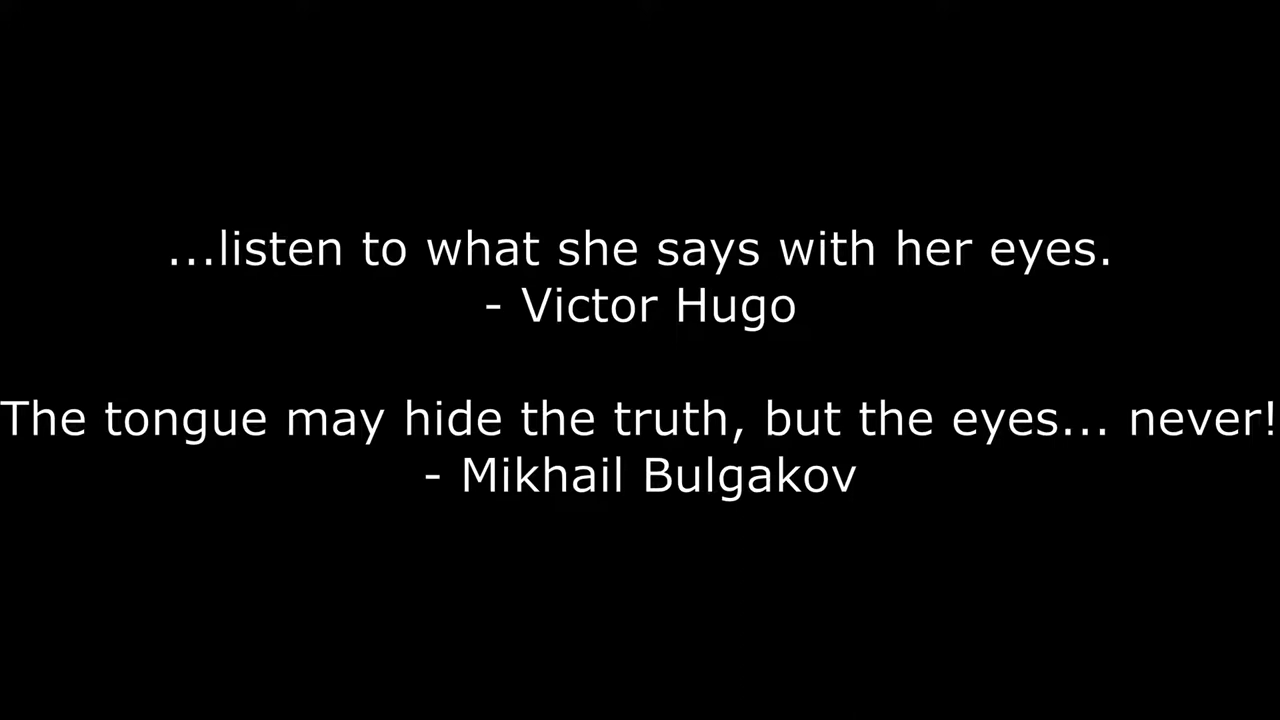 ...listen to what she says with her eyes.
- Victor Hugo
The tongue may hide the truth, but the eyes... never!
- Mikhail Bulgakov